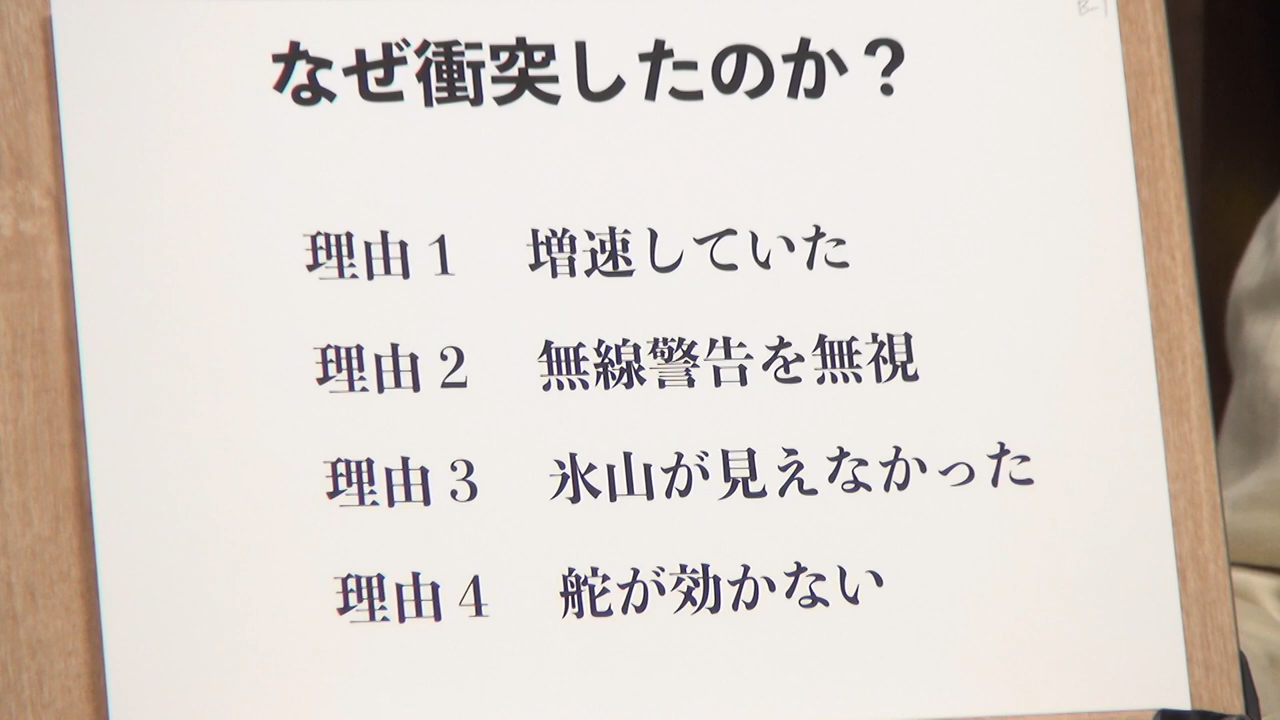 なぜ衝突したのか？
理由１　増速していた
理由２　無線警告を無視
理由３　氷山が見えなかった
理由４　舵が効かない